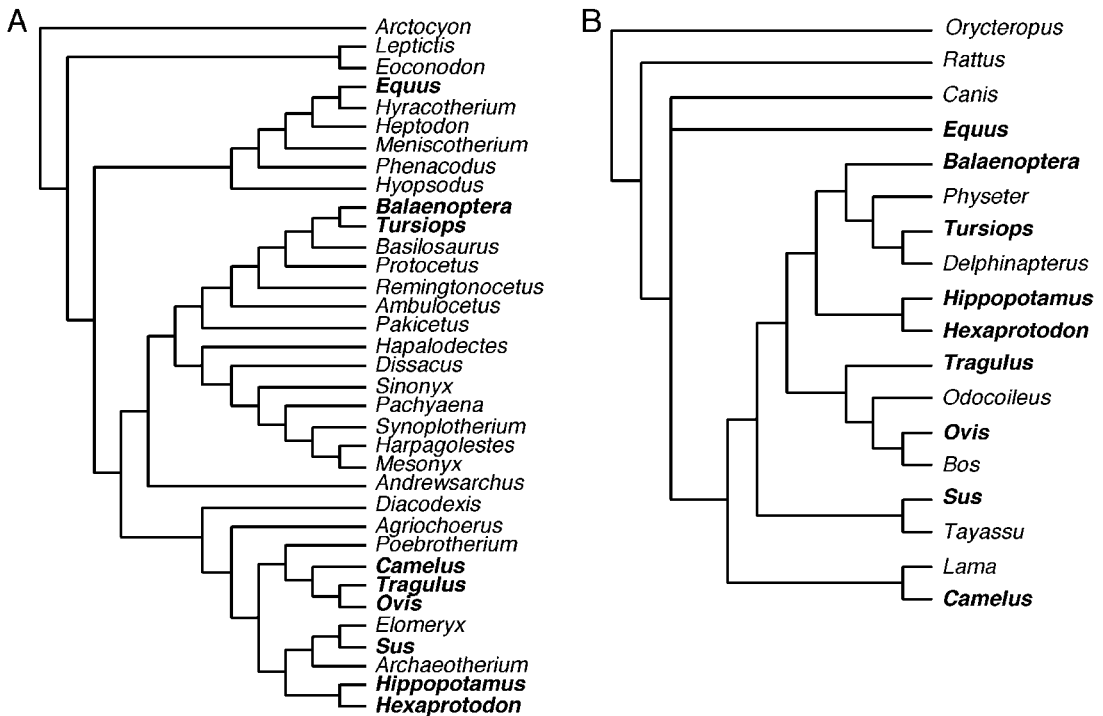 A
Arctocyon
Leptictis
Eoconodon
Equus
Hyracotherium
Heptodon
Meniscotherium
Phenacodus
Hyopsodus
Balaenoptera
Tursiops
Basilosaurus
Protocetus
Remingtonocetus
Ambulocetus
Pakicetus
Hapalodectes
Dissacus
Sinonyx
Pachyaena
Synoplotherium
Harpagolestes
Mesonyx
Andrewsarchus
Diacodexis
Agriochoerus
Poebrotherium
Camelus
Tragulus
Ovis
Elomeryx
Sus
Archaeotherium
Hippopotamus
Hexaprotodon
B
Orycteropus
Rattus
Canis
Equus
Balaenoptera
Physeter
Tursiops
Delphinapterus
Hippopotamus
Hexaprotodon
Tragulus
Odocoileus
Ovis
Bos
Sus
Tayassu
Lama
Camelus